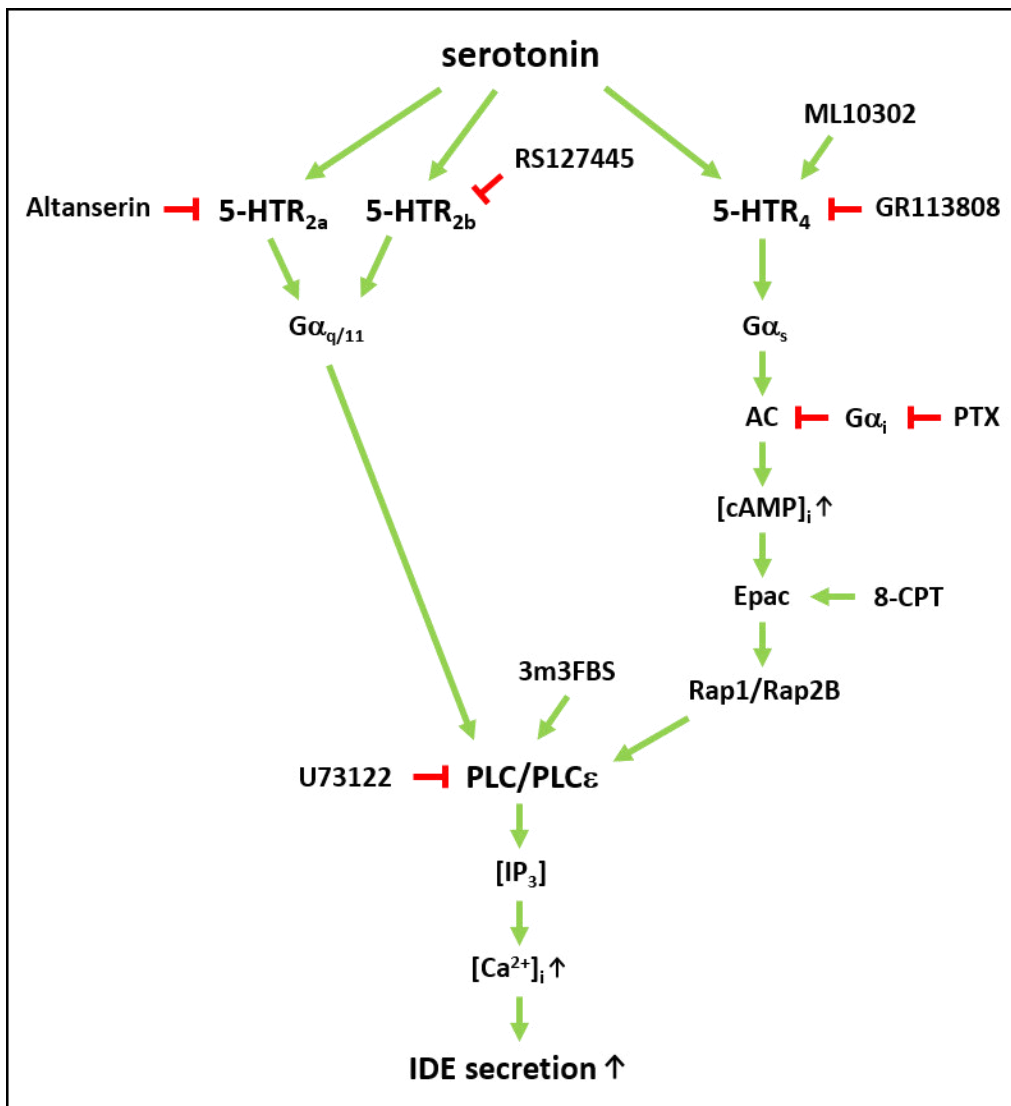 serotonin
ML10302
RS127445
Altanserin
5-HTR2a
5-HTR2b
5-HTR4
GR113808
Gαq/11
Gαs
AC
Gαi
PTX
[cAMP]i↑
Epac
8-CPT
3m3FBS
Rap1/Rap2B
U73122
PLC/PLCε
[IP3]
[Ca2+]i↑
IDE secretion↑